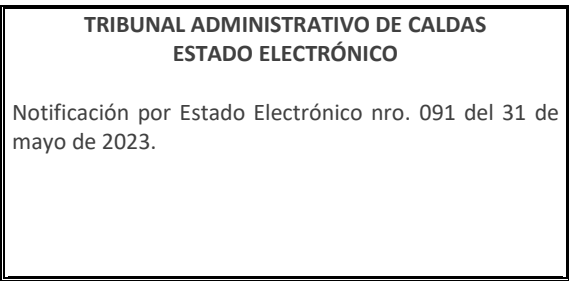 TRIBUNAL ADMINISTRATIVO DE CALDAS
ESTADO ELECTRÓNICO
Notificación por Estado Electrónico nro. 091 del 31 de
mayo de 2023.